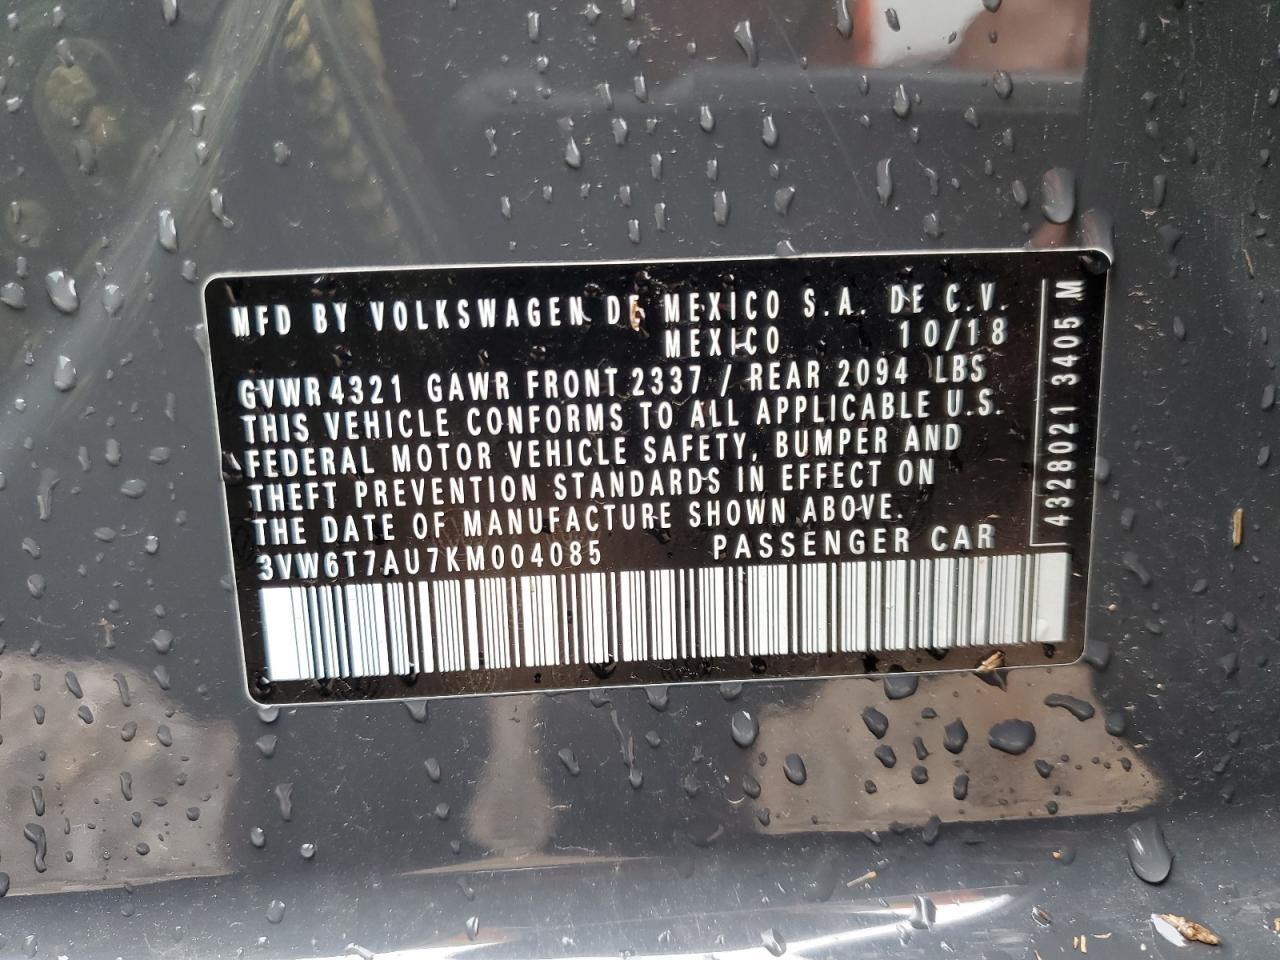 MFD BY VOLKSWAGEN DE MEXICO S.A. DE C.V.
MEXICO 10/18
GVWR 4321 GAWR FRONT 2337 / REAR 2094 LBS
THIS VEHICLE CONFORMS TO ALL APPLICABLE U.S.
FEDERAL MOTOR VEHICLE SAFETY, BUMPER AND
THEFT PREVENTION STANDARDS IN EFFECT ON
THE DATE OF MANUFACTURE SHOWN ABOVE.
3VW6T7AU7KM004085 PASSENGER CAR
4328021 3405 M